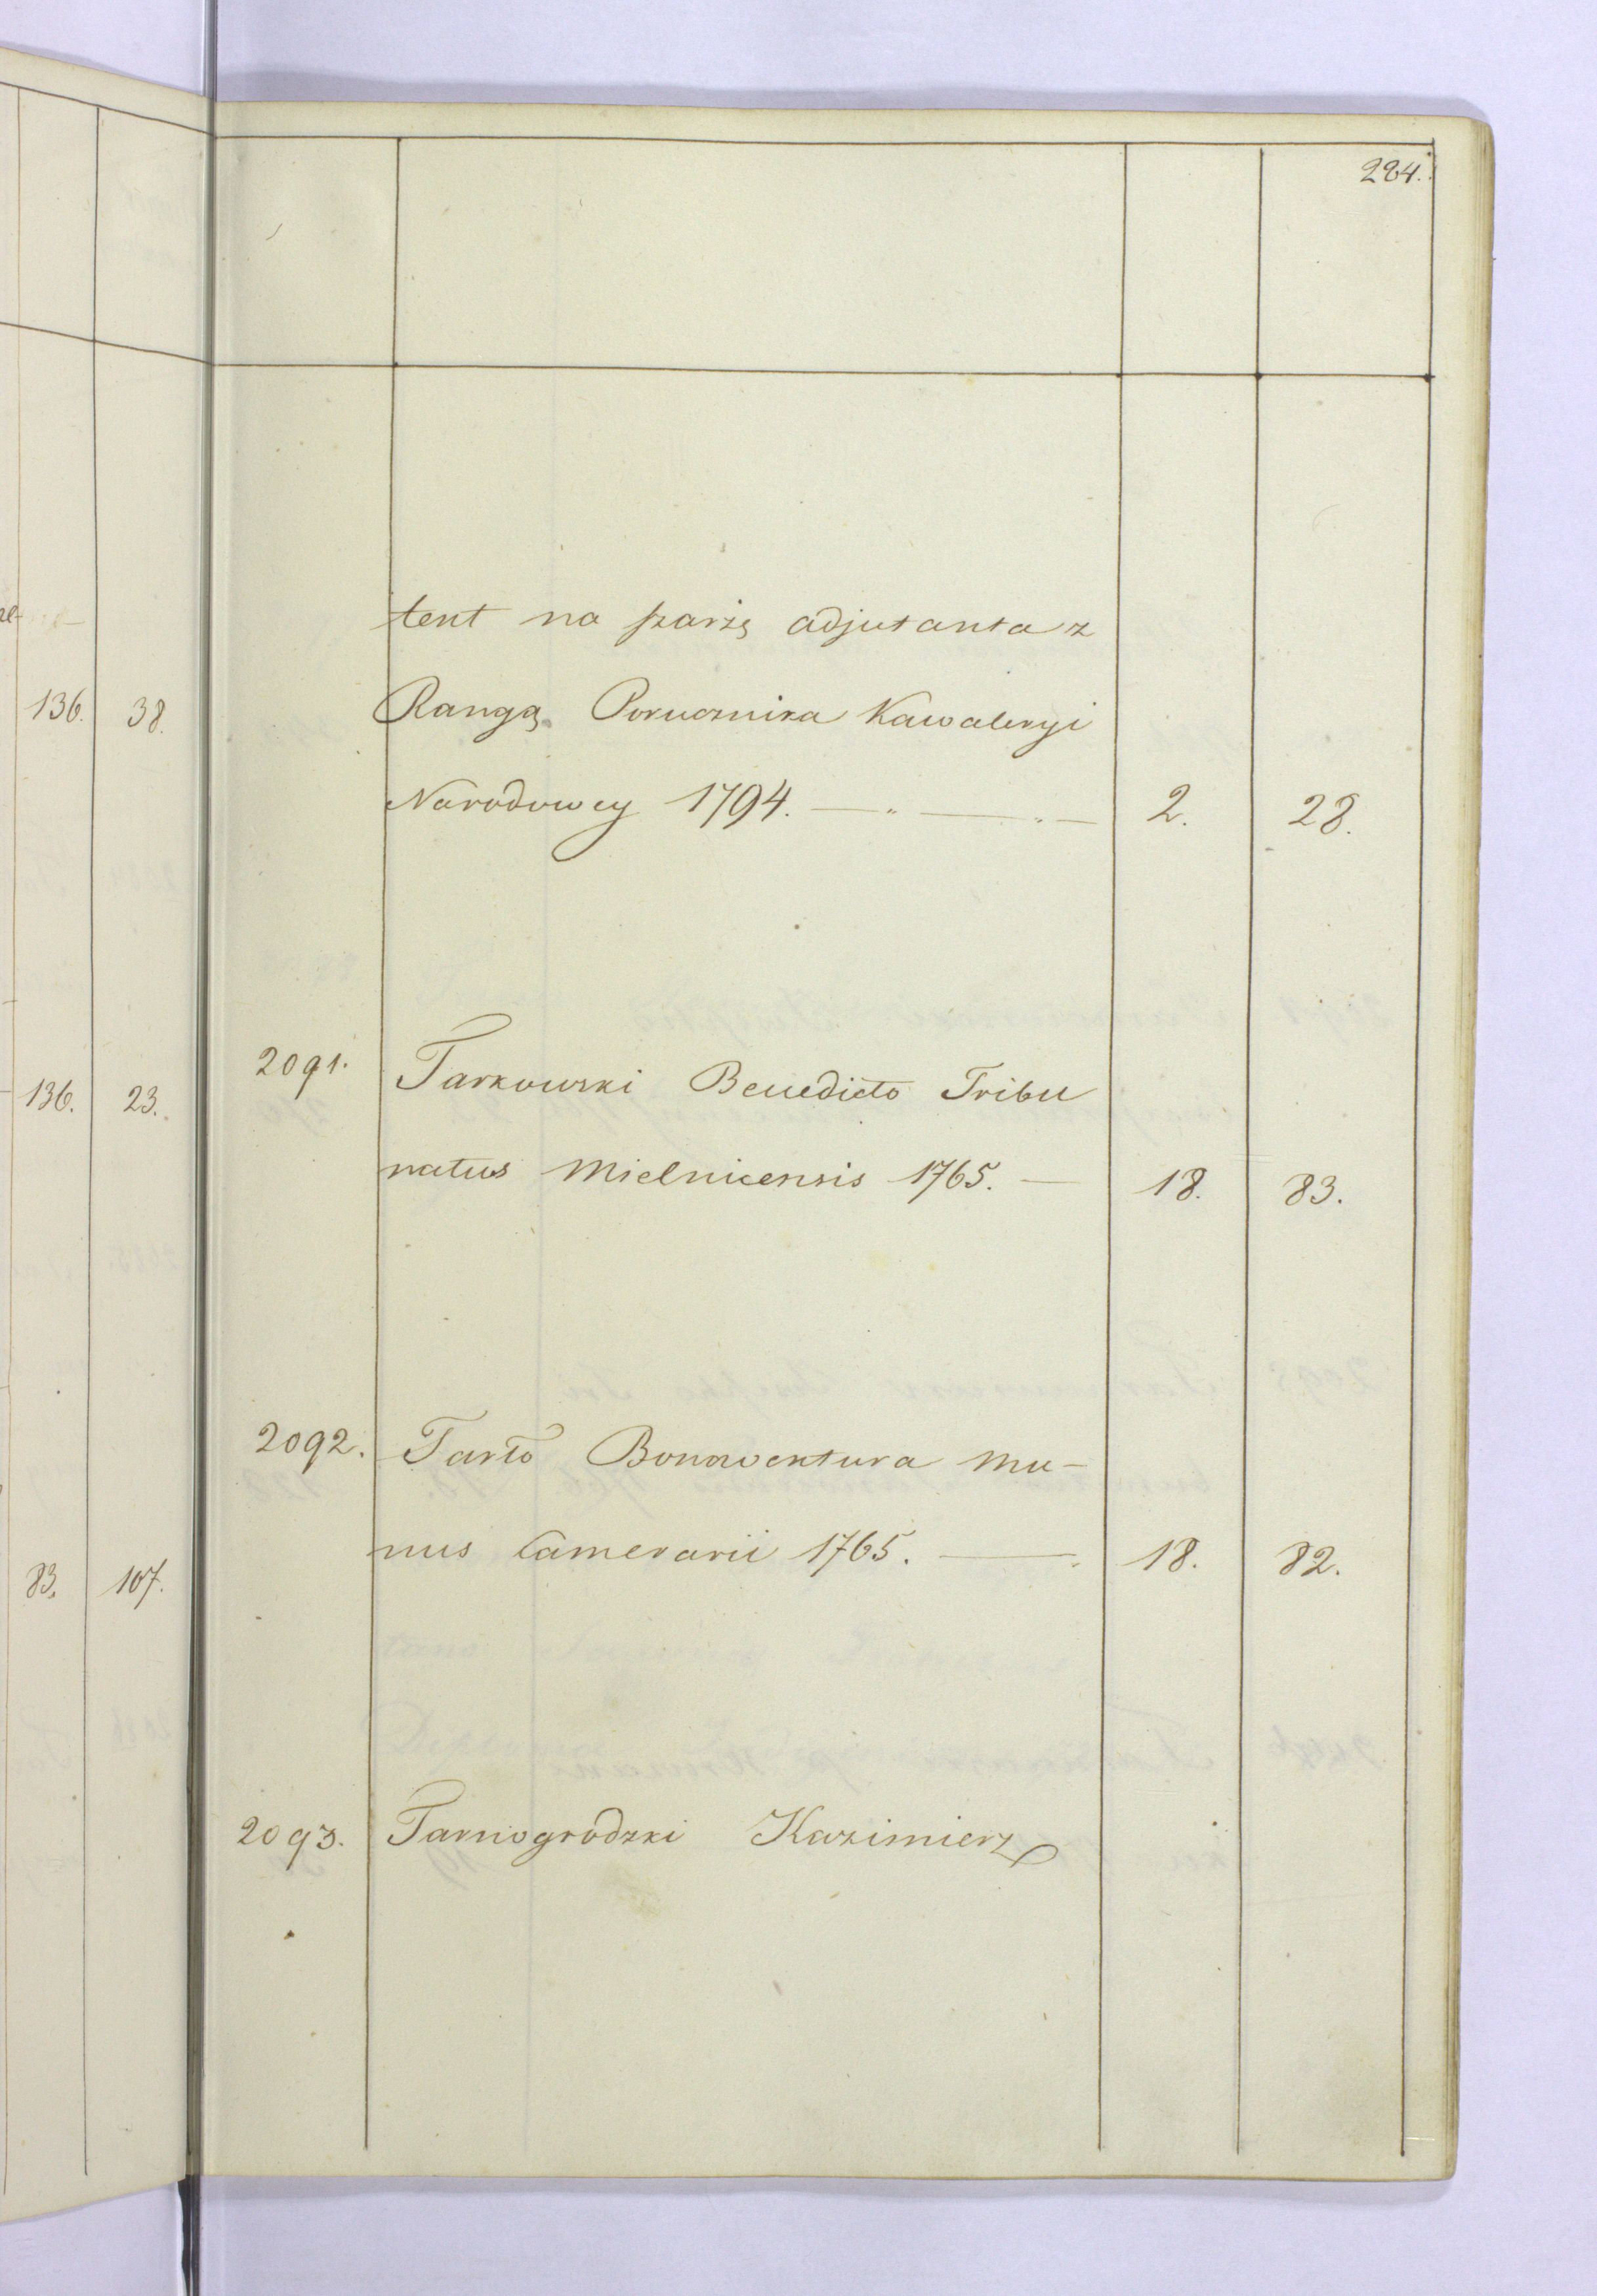 284.
tent na szarżę adjutanta z
Rangą Porucznika Kawaleryi
Narodowey 1794. — " — " — 2. 28.
2091. Tarkowski Benedicto Tribu
natus Mielnicensis 1765. — 18. 83.
2092. Tarło Bonaventura Mu-
nus Camerarii 1765. — 18. 82.
2093. Tarnogrodzki Kazimierz
136. 38.
136. 23.
83. 107.